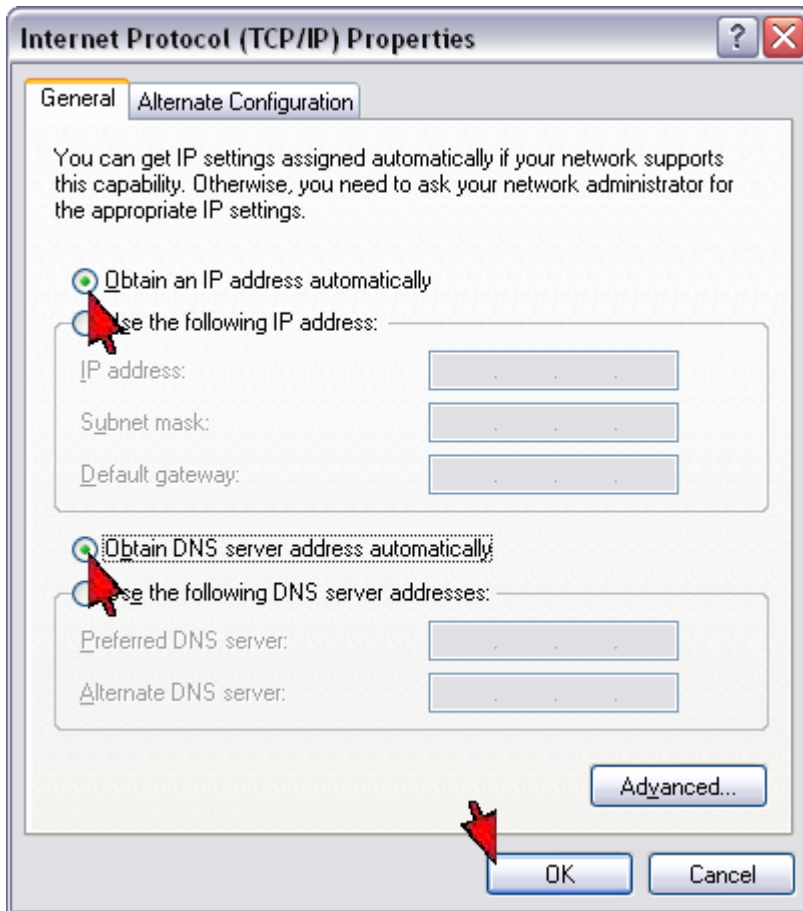 Internet Protocol (TCP/IP) Properties
General
Alternate Configuration
You can get IP settings assigned automatically if your network supports
this capability. Otherwise, you need to ask your network administrator for
the appropriate IP settings.
Obtain an IP address automatically
Use the following IP address:
IP address:
Subnet mask:
Default gateway:
Obtain DNS server address automatically
Use the following DNS server addresses:
Preferred DNS server:
Alternate DNS server:
Advanced...
OK
Cancel